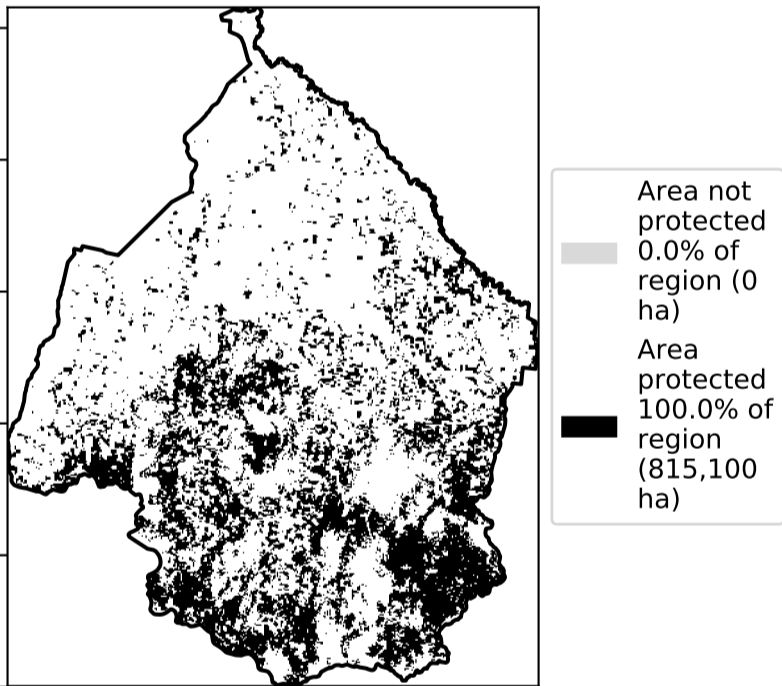 Area not
protected
0.0% of
region (0
ha)
Area
protected
100.0% of
region
(815,100
ha)